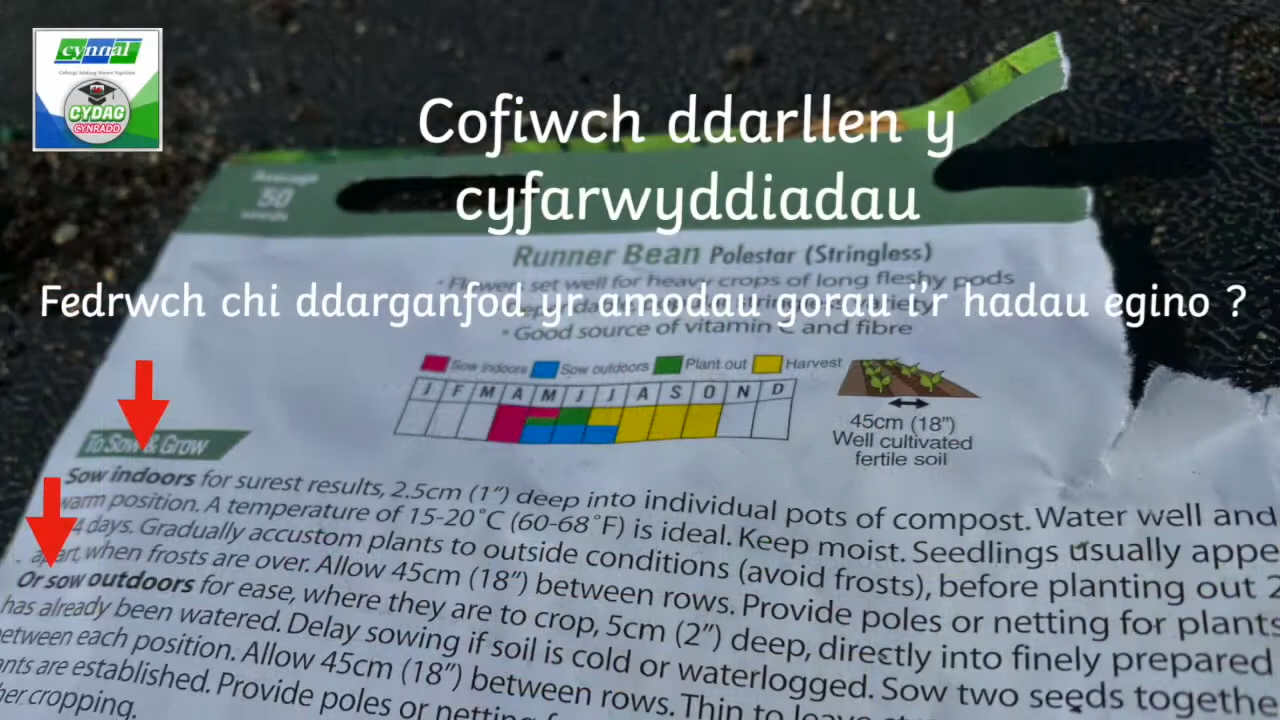 cynnal
CYDAG
CYNRADD
Cofiwch ddarllen y
cyfarwyddiadau
Average
50
Runner Bean Polestar (Stringless)
Fedrwch chi ddarganfod yr amodau gorau i'r hadau egino ?
• Good source of vitamin C and fibre
Sow indoors Sow outdoors Plant out Harvest
J F M A M J J A S O N D
45cm (18")
Well cultivated
fertile soil
To Sow & Grow
Sow indoors for surest results, 2.5cm (1") deep into individual pots of compost. Water well and
warm position. A temperature of 15-20°C (60-68°F) is ideal. Keep moist. Seedlings usually appe
4 days. Gradually accustom plants to outside conditions (avoid frosts), before planting out 2
apart, when frosts are over. Allow 45cm (18") between rows. Provide poles or netting for plants
Or sow outdoors for ease, where they are to crop, 5cm (2") deep, directly into finely prepared
has already been watered. Delay sowing if soil is cold or waterlogged. Sow two seeds togethe
etween each position. Allow 45cm (18") between rows. Thin to leave
ants are established. Provide poles or netting
her cropping.